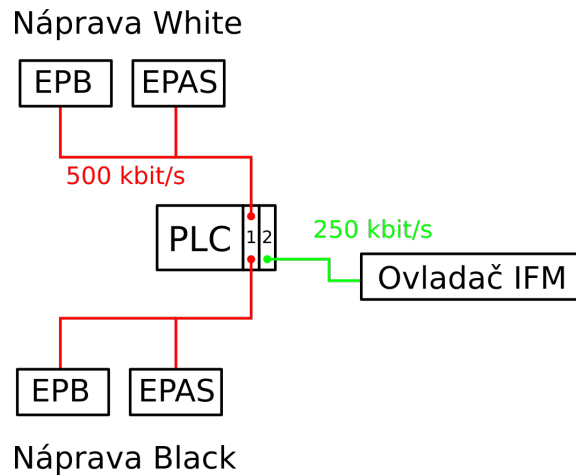 Náprava White
EPB EPAS
500 kbit/s
250 kbit/s
PLC 1 2
Ovladač IFM
EPB EPAS
Náprava Black